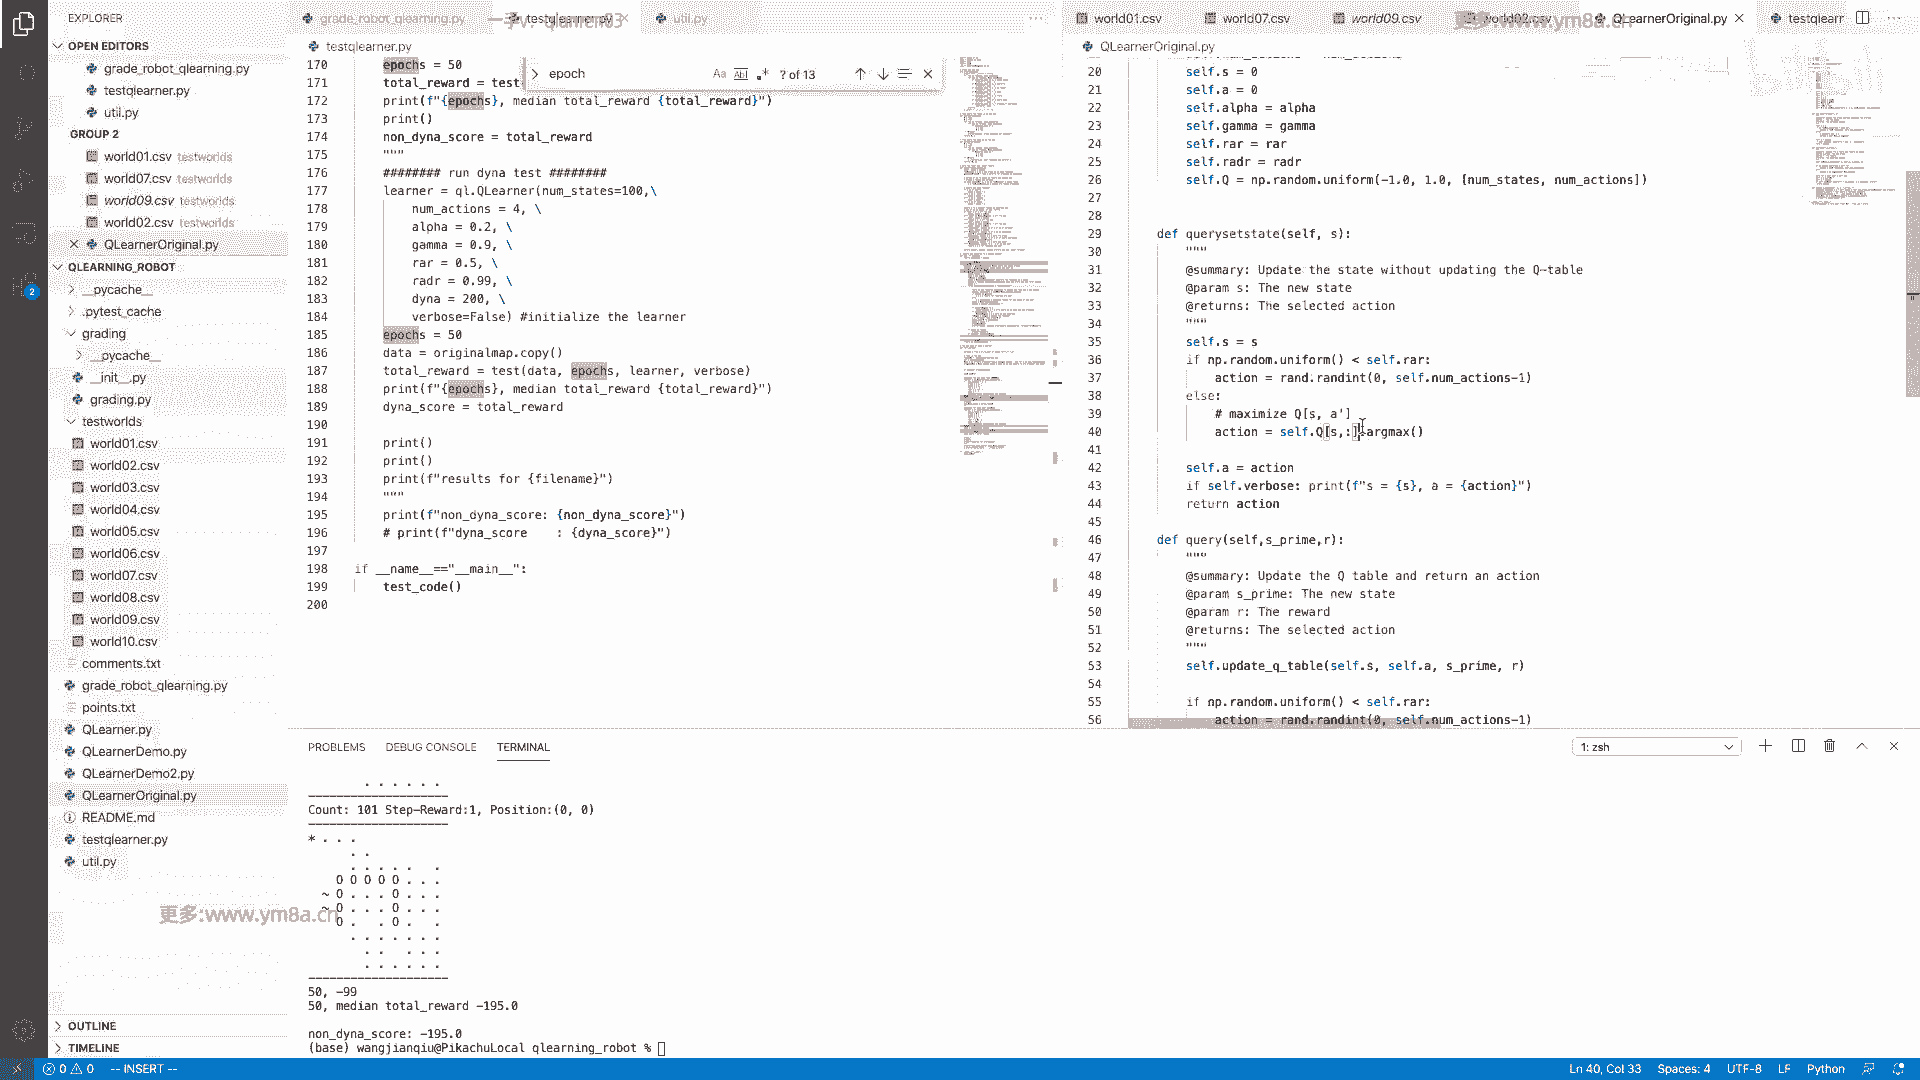 EXPLORER
OPEN EDITORS
grade_robot_qlearning.py
testqlearner.py
util.py
GROUP 2
world01.csv testworlds
world07.csv testworlds
world09.csv testworlds
world02.csv testworlds
QLearnerOriginal.py
QLEARNING_ROBOT
__pycache__
.pytest_cache
grading
__pycache__
__init__.py
grading.py
testworlds
world01.csv
world02.csv
world03.csv
world04.csv
world05.csv
world06.csv
world07.csv
world08.csv
world09.csv
world10.csv
comments.txt
grade_robot_qlearning.py
points.txt
QLearner.py
QLearnerDemo.py
QLearnerDemo2.py
QLearnerOriginal.py
README.md
testqlearner.py
util.py
更多:www.ym8a.cn
OUTLINE
TIMELINE
2
grade_robot_qlearning.py
util.py
testqlearner.py
epoch
Aa Abl .* ? of 13
170 epochs = 50
171 total_reward = test
172 print(f"{epochs}, median total_reward {total_reward}")
173 print()
174 non_dyna_score = total_reward
175 """
176 ######## run dyna test ########
177 learner = ql.QLearner(num_states=100,\
178 num_actions = 4, \
179 alpha = 0.2, \
180 gamma = 0.9, \
181 rar = 0.5, \
182 radr = 0.99, \
183 dyna = 200, \
184 verbose=False) #initialize the learner
185 epochs = 50
186 data = originalmap.copy()
187 total_reward = test(data, epochs, learner, verbose)
188 print(f"{epochs}, median total_reward {total_reward}")
189 dyna_score = total_reward
190
191 print()
192 print()
193 print(f"results for {filename}")
194 """
195 print(f"non_dyna_score: {non_dyna_score}")
196 # print(f"dyna_score    : {dyna_score}")
197
198 if __name__=="__main__":
199 test_code()
200
world01.csv
world07.csv
world09.csv
world02.csv
QLearnerOriginal.py
testqlearr
QLearnerOriginal.py
20 self.s = 0
21 self.a = 0
22 self.alpha = alpha
23 self.gamma = gamma
24 self.rar = rar
25 self.radr = radr
26 self.Q = np.random.uniform(-1.0, 1.0, [num_states, num_actions])
27
28
29 def querysetstate(self, s):
30 """
31 @summary: Update the state without updating the Q-table
32 @param s: The new state
33 @returns: The selected action
34 """
35 self.s = s
36 if np.random.uniform() < self.rar:
37 action = rand.randint(0, self.num_actions-1)
38 else:
39 # maximize Q[s, a']
40 action = self.Q[s,:].argmax()
41
42 self.a = action
43 if self.verbose: print(f"s = {s}, a = {action}")
44 return action
45
46 def query(self,s_prime,r):
47 """
48 @summary: Update the Q table and return an action
49 @param s_prime: The new state
50 @param r: The reward
51 @returns: The selected action
52 """
53 self.update_q_table(self.s, self.a, s_prime, r)
54
55 if np.random.uniform() < self.rar:
56 action = rand.randint(0, self.num_actions-1)
PROBLEMS DEBUG CONSOLE TERMINAL
1: zsh
. . . . . .
--------------------
Count: 101 Step-Reward:1, Position:(0, 0)
--------------------
* . . .
. .
. . . . . .
O O O O O . . .
~ O . . . O . . .
~ O . . . O . . .
O . . O . .
. . . . . . .
. . . . .
. . . . . .
--------------------
50, -99
50, median total_reward -195.0
non_dyna_score: -195.0
(base) wangjianqiu@PikachuLocal qlearning_robot %
0 0 -- INSERT --
Ln 40, Col 33 Spaces: 4 UTF-8 LF Python